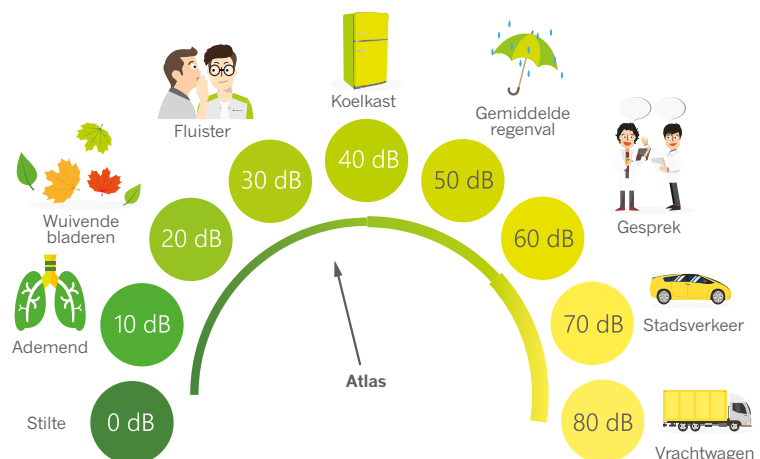 Koelkast
Gemiddelde
regenval
Fluister
Gesprek
Wuivende
bladeren
Ademend
Stadsverkeer
Stilte
Vrachtwagen
0 dB
10 dB
20 dB
30 dB
40 dB
50 dB
60 dB
70 dB
80 dB
Atlas